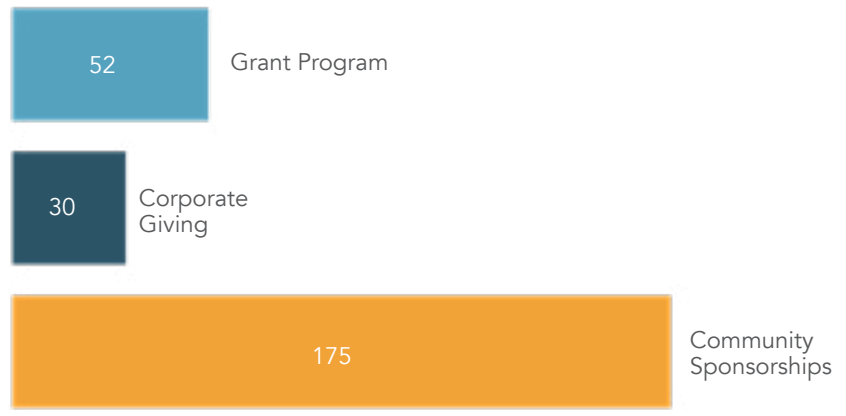 52
Grant Program
30
Corporate
Giving
175
Community
Sponsorships